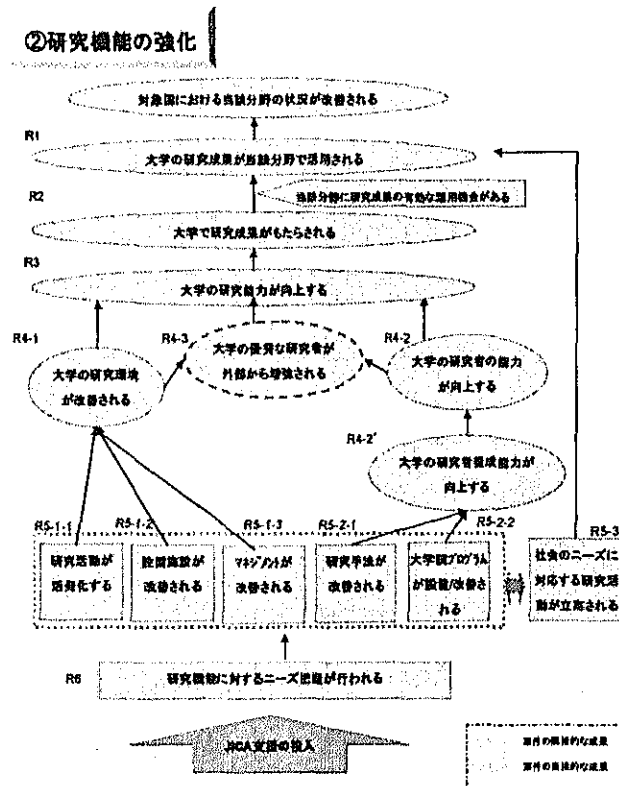 ②研究機能の強化
対象国における当該分野の状況が改善される
R1
大学の研究成果が当該分野で活用される
R2
当該分野に研究成果の有効な活用機会がある
大学で研究成果がもたらされる
R3
大学の研究能力が向上する
R4-1
R4-3
R4-2
大学の優秀な研究者が
外部から増強される
大学の研究環境
が改善される
大学の研究者の能力
が向上する
R4-2'
大学の研究者養成能力が
向上する
R5-1-1
R5-1-2
R5-1-3
R5-2-1
R5-2-2
R5-3
研究活動が
活発化する
施設が
改善される
マネジメントが
改善される
研究手法が
改善される
大学院プログラム
が設置/改善さ
れる
社会のニーズに
対応する研究活
動が立案される
R6
研究機能に対するニーズ把握が行われる
JICA支援の投入
案件の間接的な成果
案件の直接的な成果